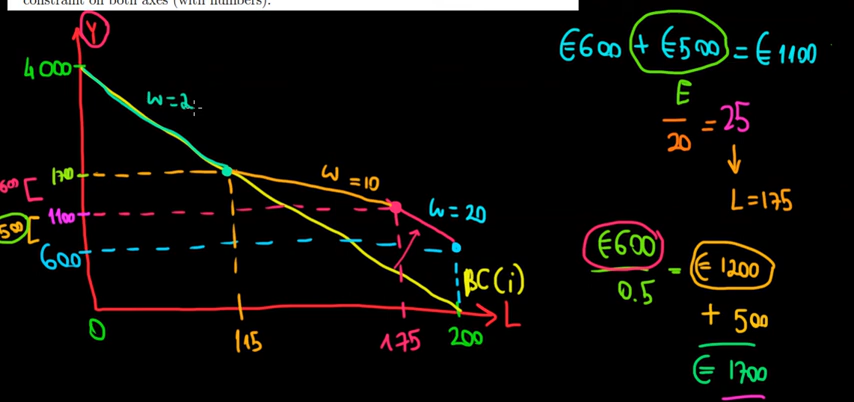 constraint on both axes (with numbers).
Y
€600 + €500 = €1100
4000
w=2
E
20
= 25
1700
w=10
600
L=175
1100
w=20
500
€600
0.5
= €1200
600
BC(i)
+ 500
L
0
115
175
200
€ 1700